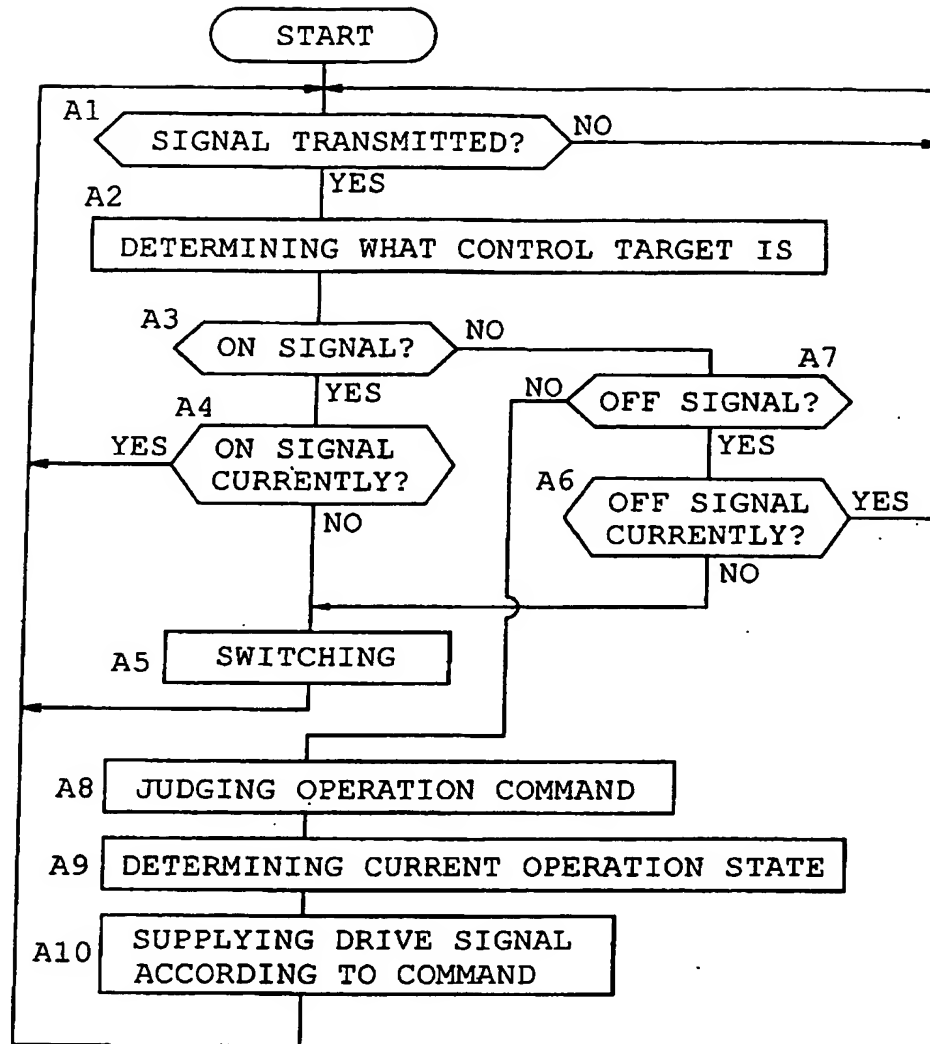 START
A1
SIGNAL TRANSMITTED?
NO
YES
A2
DETERMINING WHAT CONTROL TARGET IS
A3
ON SIGNAL?
NO
YES
A7
NO
OFF SIGNAL?
YES
A4
YES
ON SIGNAL
CURRENTLY?
NO
A6
OFF SIGNAL
CURRENTLY?
YES
NO
A5
SWITCHING
A8
JUDGING OPERATION COMMAND
A9
DETERMINING CURRENT OPERATION STATE
A10
SUPPLYING DRIVE SIGNAL
ACCORDING TO COMMAND